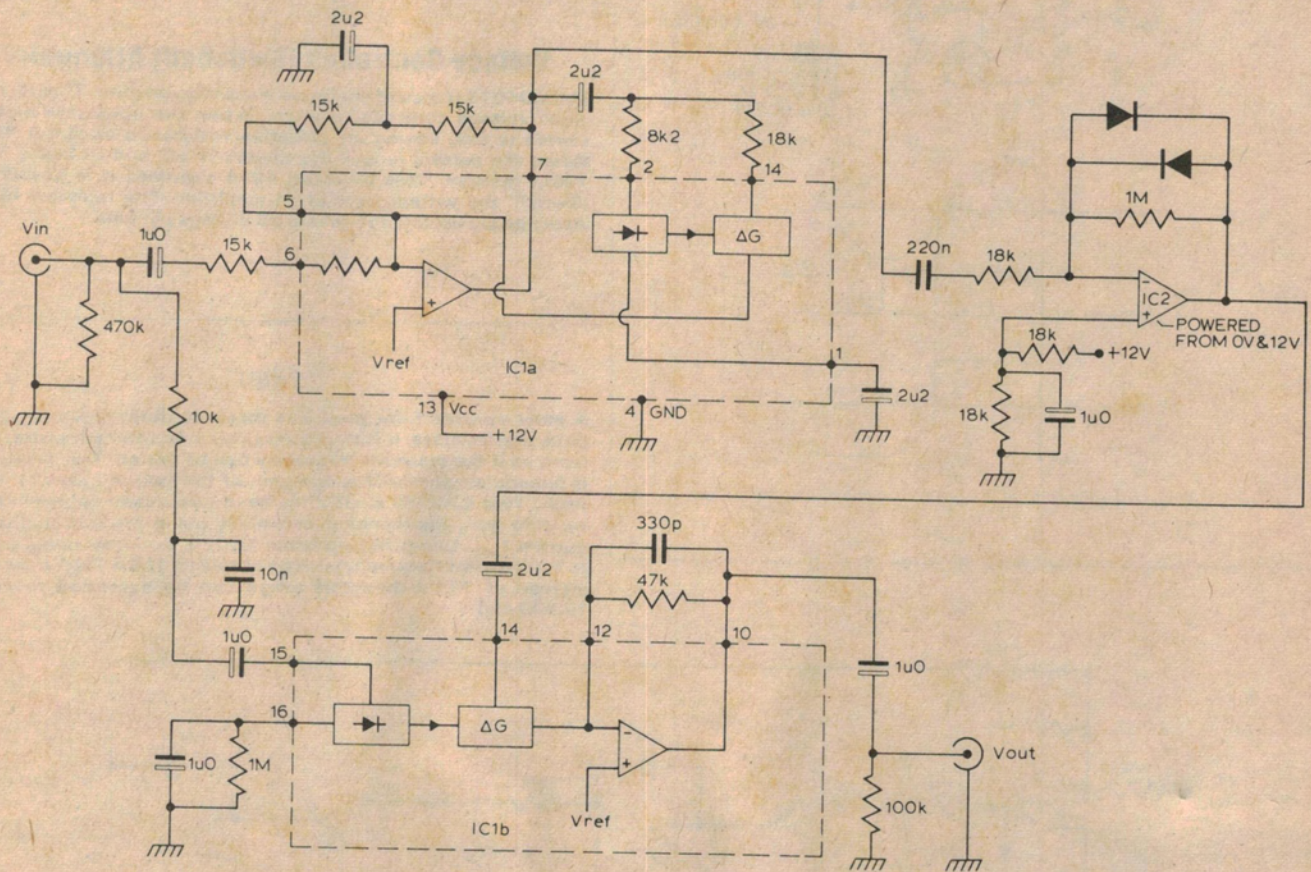 2u2
15k
15k
2u2
8k2
18k
7
2
14
5
6
Vin
1u0
15k
470k
ΔG
-
+
Vref
IC1a
1
13
Vcc
+12V
4
GND
2u2
10k
1M
220n
18k
-
+
IC2
POWERED
FROM 0V&12V
18k
+12V
18k
1u0
10n
2u2
330p
47k
14
12
10
1u0
15
16
ΔG
-
+
Vref
IC1b
1u0
1M
1u0
Vout
100k